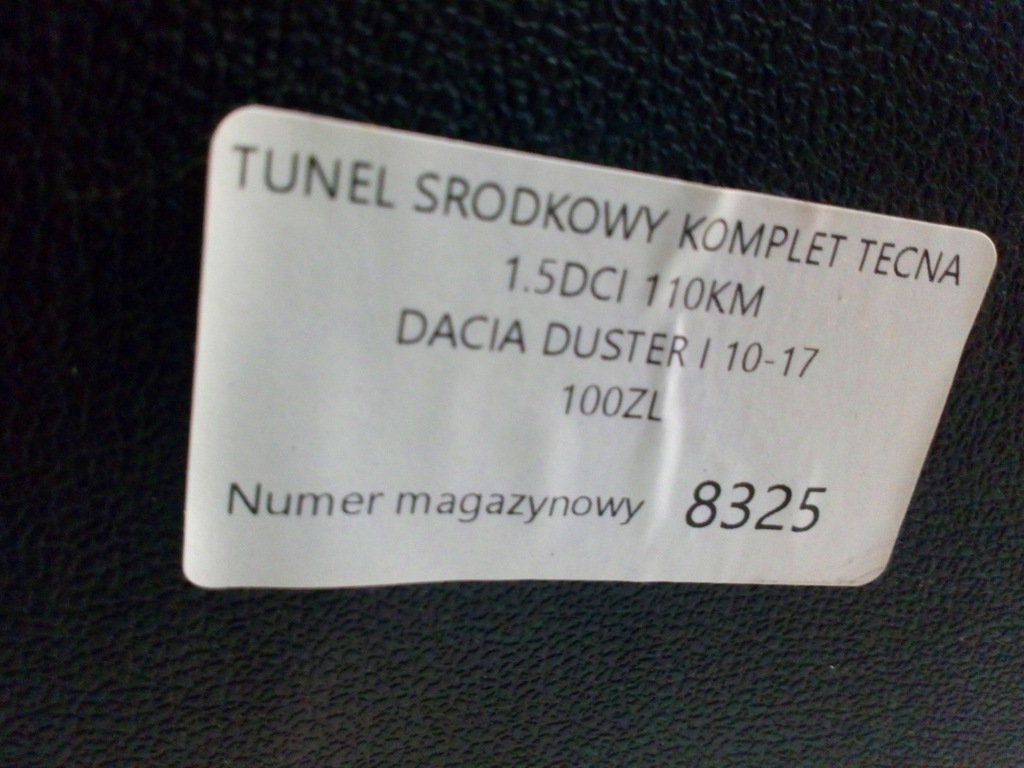 TUNEL SRODKOWY KOMPLET TECNA
1.5DCI 110KM
DACIA DUSTER I 10-17
100ZL
Numer magazynowy 8325